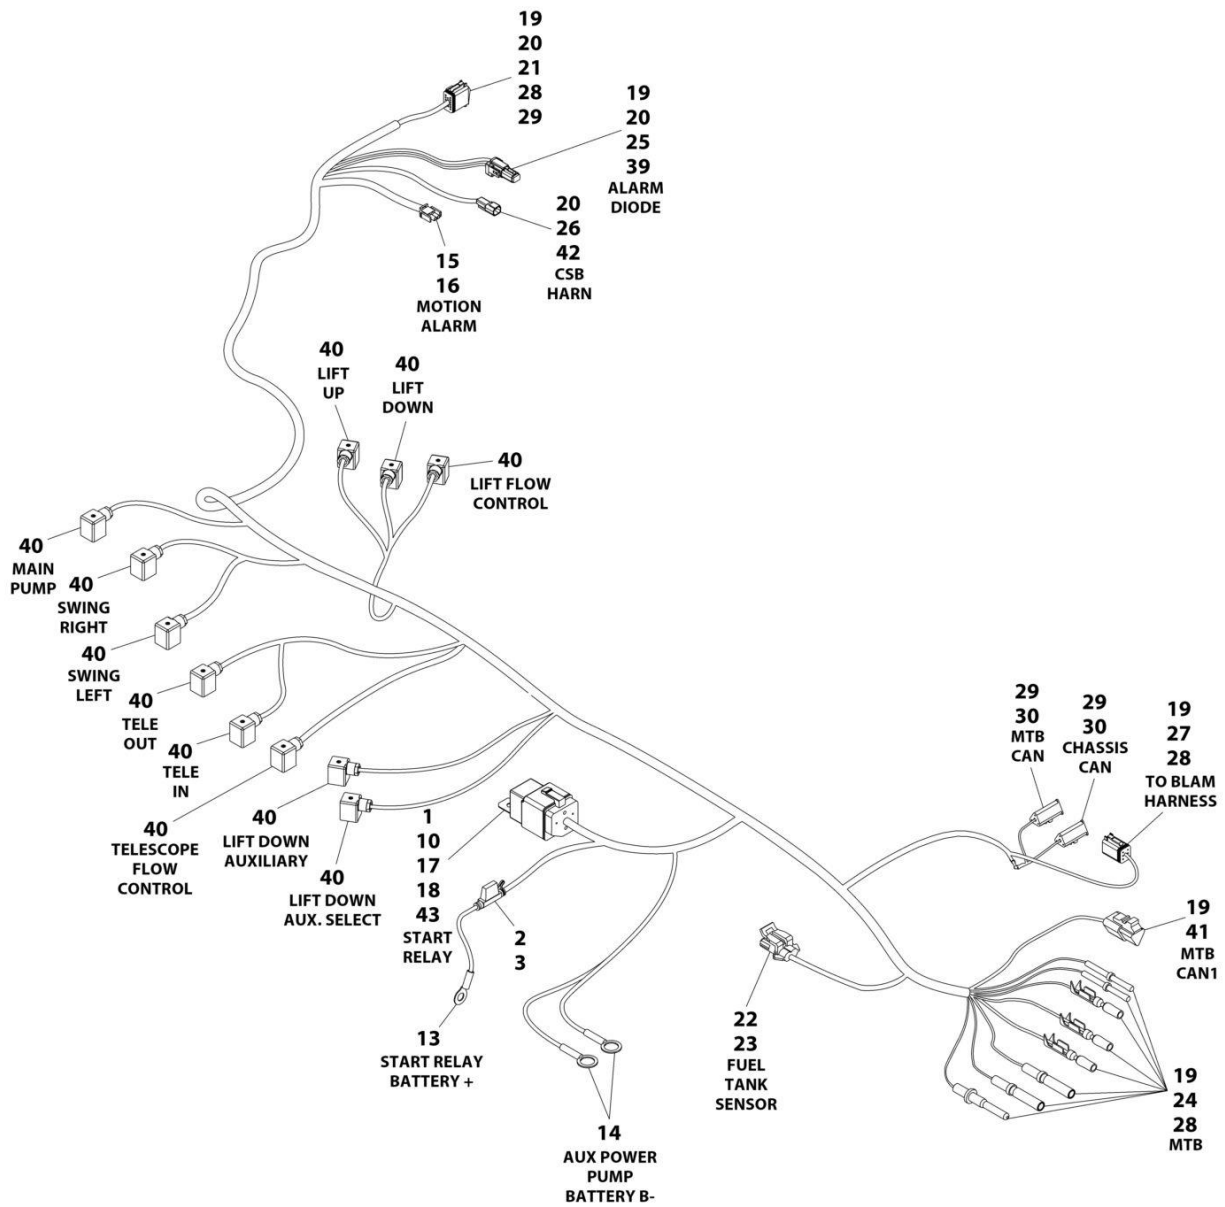 19
20
21
28
29
19
20
25
39
ALARM
DIODE
20
26
42
CSB
HARN
15
16
MOTION
ALARM
40
LIFT
UP
40
LIFT
DOWN
40
LIFT FLOW
CONTROL
40
MAIN
PUMP
40
SWING
RIGHT
40
SWING
LEFT
40
TELE
OUT
40
TELE
IN
40
TELESCOPE
FLOW
CONTROL
40
LIFT DOWN
AUXILIARY
40
LIFT DOWN
AUX. SELECT
1
10
17
18
43
START
RELAY
2
3
13
START RELAY
BATTERY +
14
AUX POWER
PUMP
BATTERY B-
22
23
FUEL
TANK
SENSOR
29
30
MTB
CAN
29
30
CHASSIS
CAN
19
27
28
TO BLAM
HARNESS
19
41
MTB
CAN1
19
24
28
MTB